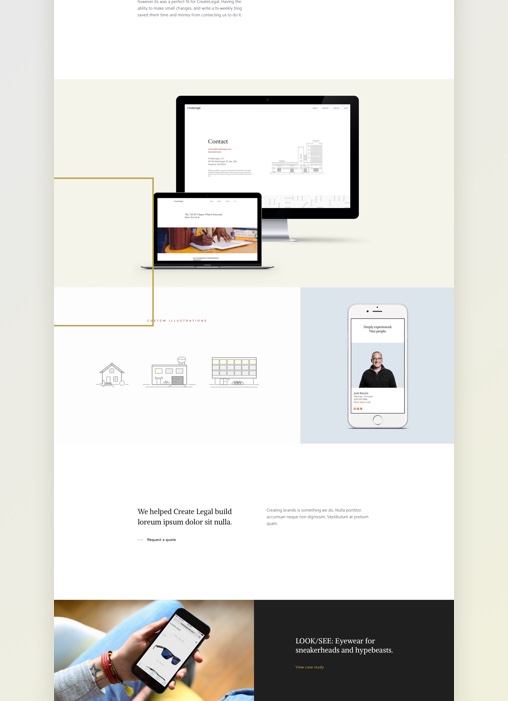 however its was a perfect fit for CreateLegal. Having the
ability to make small changes, and write a bi-weekly blog
saved them time and money from contacting us to do it.
CreateLegal
Contact
CUSTOM ILLUSTRATIONS
Simply experienced.
Nice people.
We helped Create Legal build
loreum ipsum dolor sit nulla.
Request a quote
Creating brands is something we do. Nulla porttitor
accumsan neque non dignissim. Vestibulum at pretium
quam.
LOOK/SEE: Eyewear for
sneakerheads and hypebeasts.
View case study